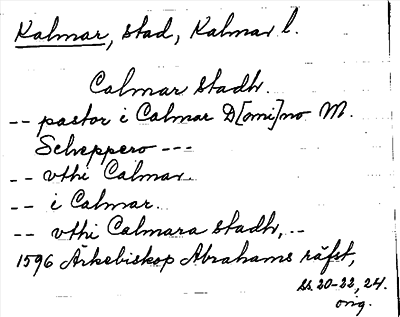 Kalmar, stad, Kalmar l.
Calmar stadh.
-- pastor i Calmar D[omi]no M.
Scheppero ---
-- vthi Calmar.
-- i Calmar.
-- vthi Calmara stadh, --
1596 Ärkebiskop Abrahams räfst,
ss. 20-22, 24.
orig.